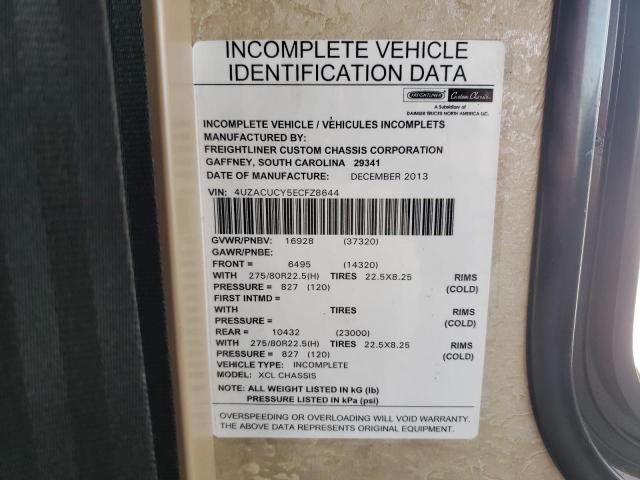 INCOMPLETE VEHICLE
IDENTIFICATION DATA
FREIGHTLINER Custom Chassis
A Subsidiary of
DAIMLER TRUCKS NORTH AMERICA LLC.
INCOMPLETE VEHICLE / VÉHICULES INCOMPLETS
MANUFACTURED BY:
FREIGHTLINER CUSTOM CHASSIS CORPORATION
GAFFNEY, SOUTH CAROLINA 29341
DATE OF MANUFACTURE: DECEMBER 2013
VIN: 4UZACUCY5ECFZ8644
GVWR/PNBV: 16928 (37320)
GAWR/PNBE:
FRONT = 6495 (14320)
WITH 275/80R22.5(H) TIRES 22.5X8.25 RIMS
PRESSURE = 827 (120) (COLD)
FIRST INTMD =
WITH TIRES RIMS
PRESSURE = (COLD)
REAR = 10432 (23000)
WITH 275/80R22.5(H) TIRES 22.5X8.25 RIMS
PRESSURE = 827 (120) (COLD)
VEHICLE TYPE: INCOMPLETE
MODEL: XCL CHASSIS
NOTE: ALL WEIGHT LISTED IN kG (lb)
PRESSURE LISTED IN kPa (psi)
OVERSPEEDING OR OVERLOADING VOIDS WARRANTY.
THE ABOVE DATA REPRESENTS ORIGINAL EQUIPMENT.